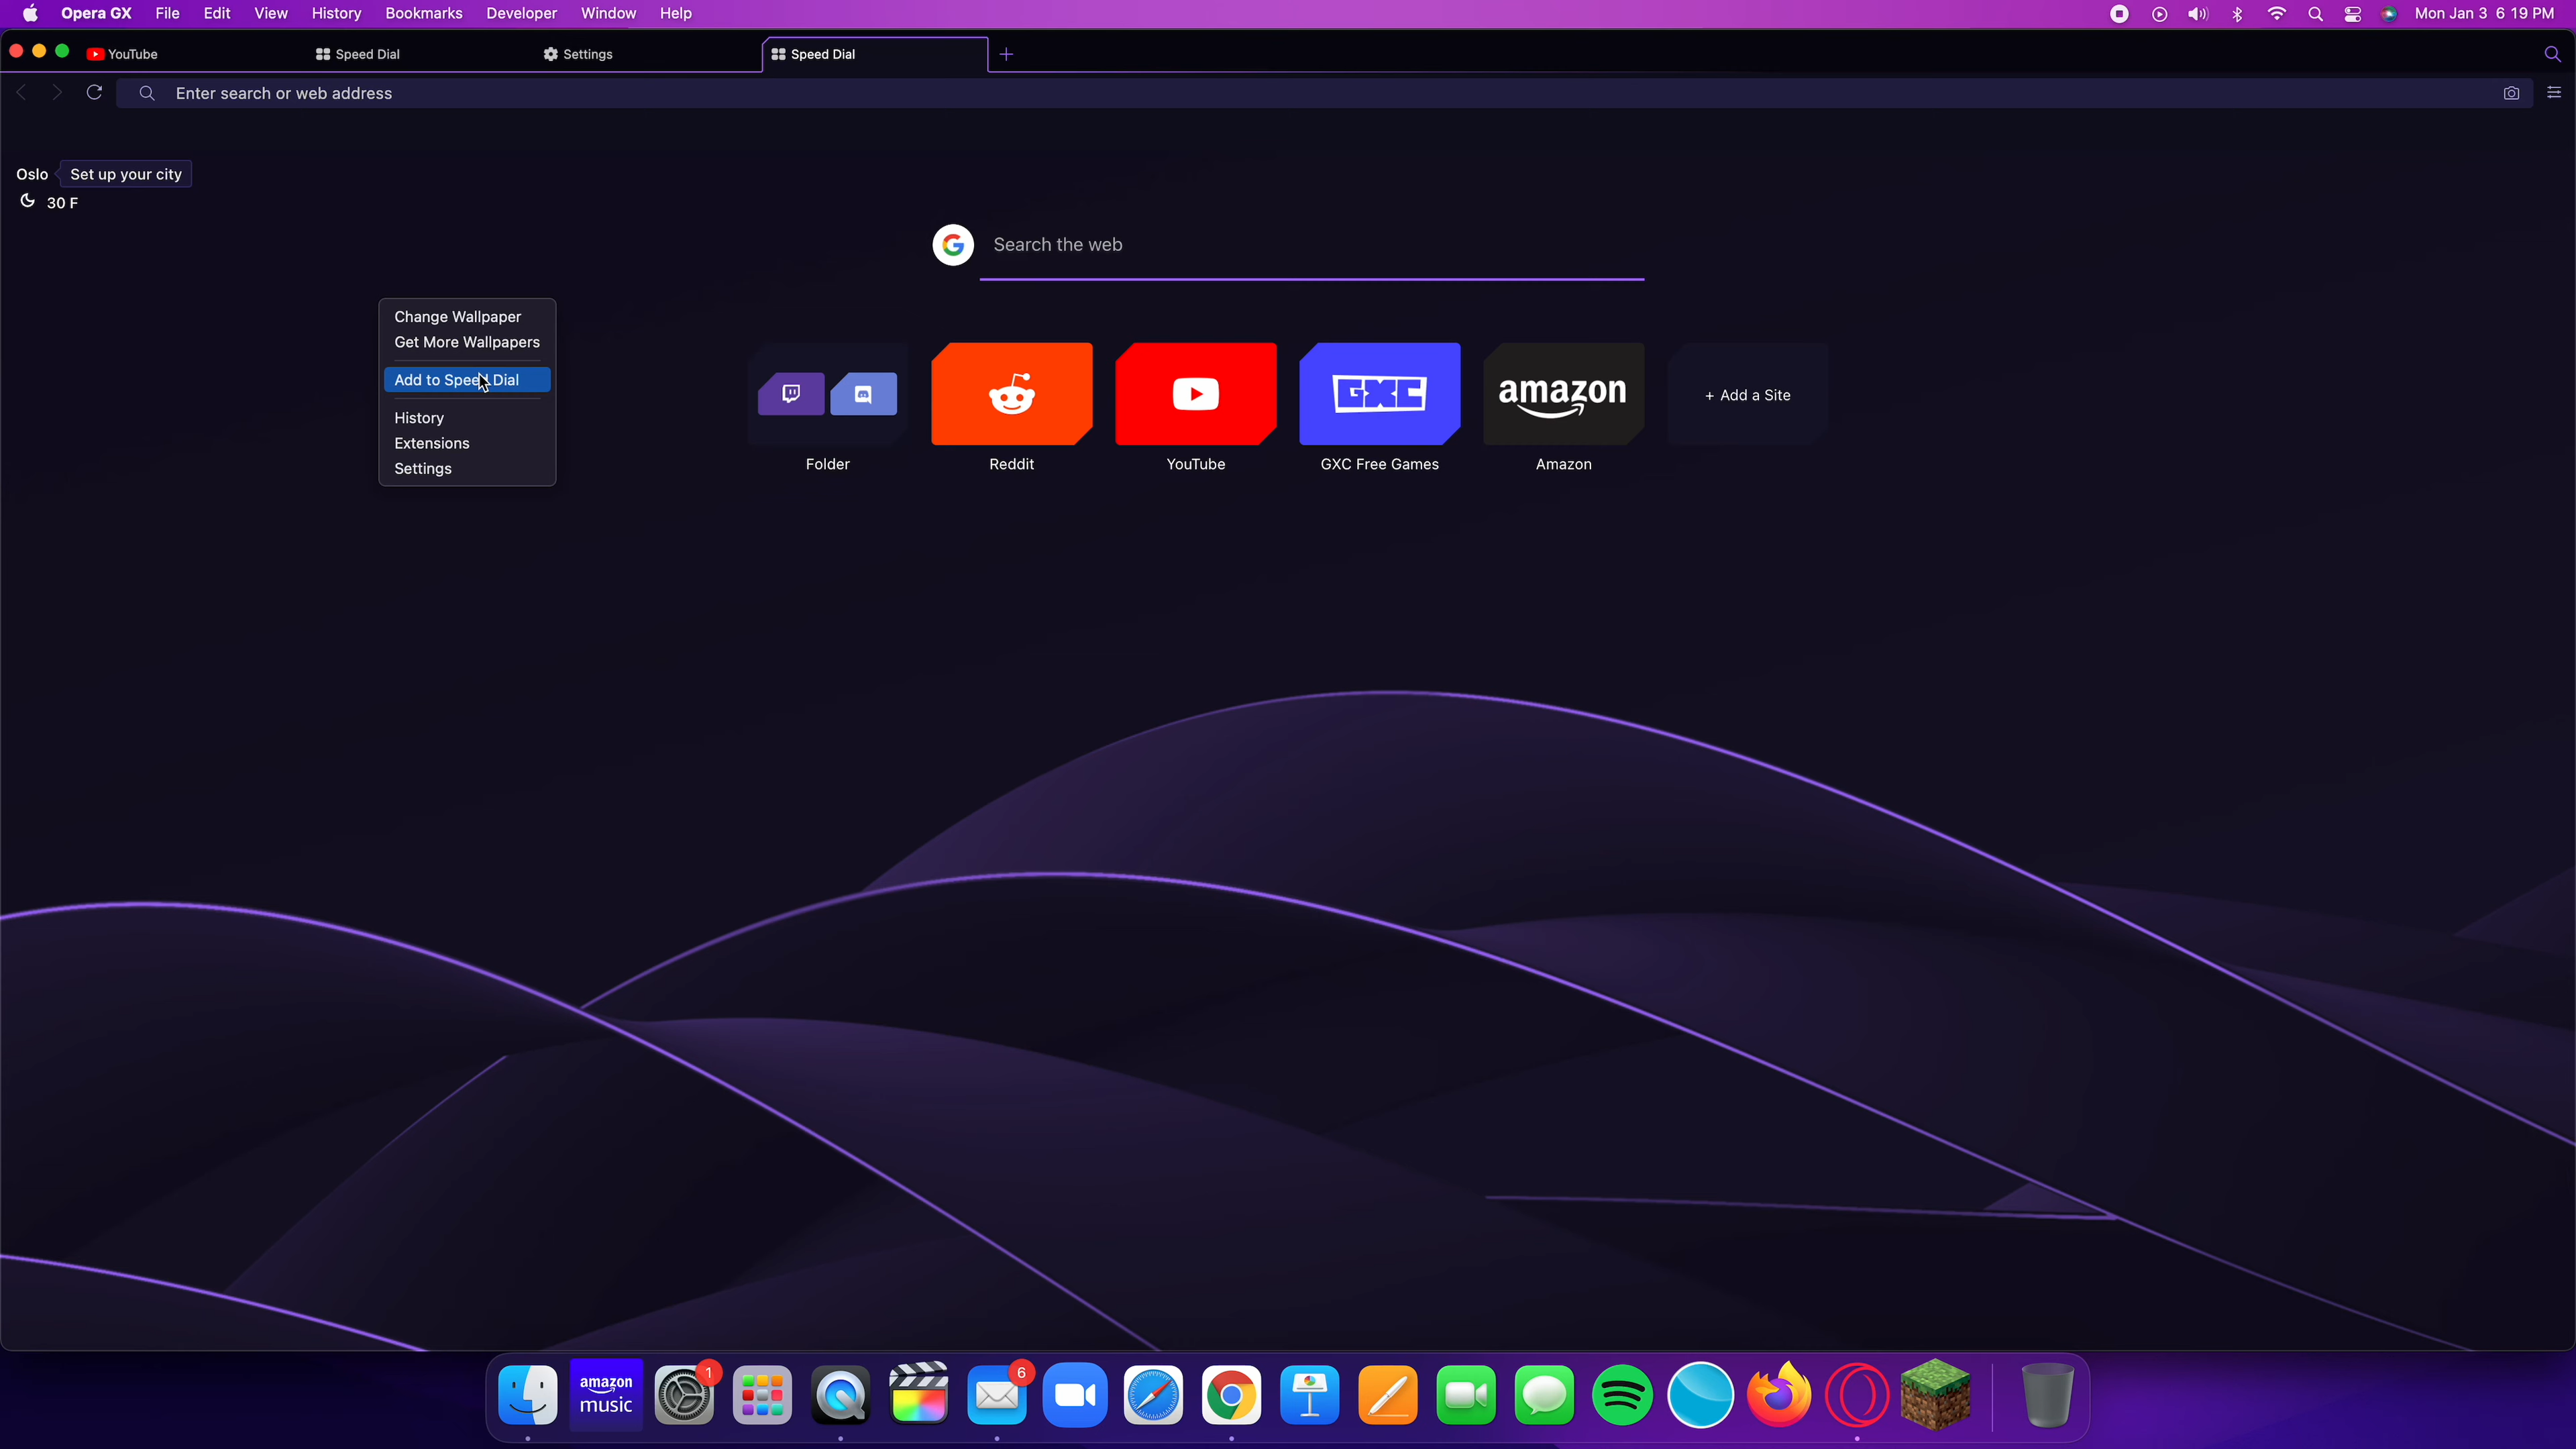 Opera GX File Edit View History Bookmarks Developer Window Help Mon Jan 3 6 19 PM
YouTube Speed Dial Settings Speed Dial
Enter search or web address
Oslo Set up your city
30 F
Search the web
Change Wallpaper
Get More Wallpapers
Add to Speed Dial
History
Extensions
Settings
GXC amazon + Add a Site
Folder Reddit YouTube GXC Free Games Amazon
amazon music 1 6